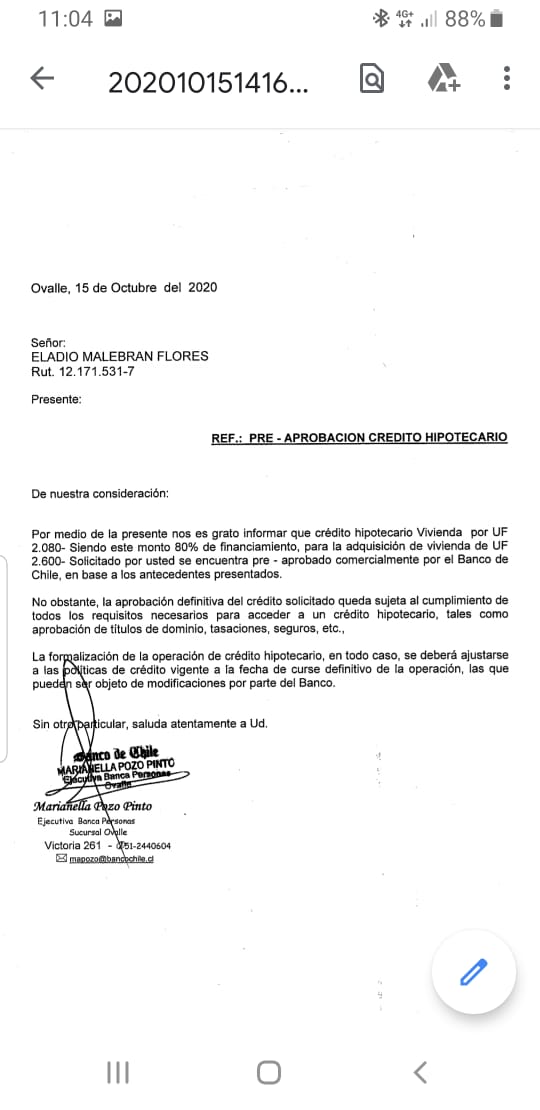 11:04
4G+
88%
202010151416...
Ovalle, 15 de Octubre del 2020
Señor:
ELADIO MALEBRAN FLORES
Rut. 12.171.531-7
Presente:
REF.: PRE - APROBACION CREDITO HIPOTECARIO
De nuestra consideración:
Por medio de la presente nos es grato informar que crédito hipotecario Vivienda por UF
2.080- Siendo este monto 80% de financiamiento, para la adquisición de vivienda de UF
2.600- Solicitado por usted se encuentra pre - aprobado comercialmente por el Banco de
Chile, en base a los antecedentes presentados.
No obstante, la aprobación definitiva del crédito solicitado queda sujeta al cumplimiento de
todos los requisitos necesarios para acceder a un crédito hipotecario, tales como
aprobación de títulos de dominio, tasaciones, seguros, etc.,
La formalización de la operación de crédito hipotecario, en todo caso, se deberá ajustarse
a las políticas de crédito vigente a la fecha de curse definitivo de la operación, las que
pueden ser objeto de modificaciones por parte del Banco.
Sin otro particular, saluda atentamente a Ud.
Banco de Chile
MARIANELLA POZO PINTO
Ejecutiva Banca Personas
Ovalle
Marianella Pozo Pinto
Ejecutiva Banca Personas
Sucursal Ovalle
Victoria 261 - ✆51-2440604
✉ mapozo@bancochile.cl